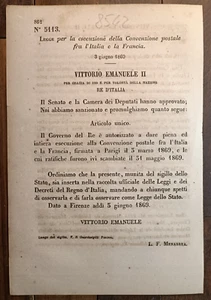 2542
N° 5113.
Legge per la esecuzione della Convenzione postale
fra l'Italia e la Francia.
3 giugno 1869
VITTORIO EMANUELE II
PER GRAZIA DI DIO E PER VOLONTÀ DELLA NAZIONE
RE D'ITALIA
Il Senato e la Camera dei Deputati hanno approvato;
Noi abbiamo sanzionato e promulghiamo quanto segue:
Articolo unico.
Il Governo del Re è autorizzato a dare piena ed
intiera esecuzione alla Convenzione postale fra l'Italia
e la Francia, firmata a Parigi il 3 marzo 1869, e le
cui ratifiche furono ivi scambiate il 31 maggio 1869.
Ordiniamo che la presente, munita del sigillo dello
Stato, sia inserta nella raccolta ufficiale delle Leggi e dei
Decreti del Regno d'Italia, mandando a chiunque spetti
di osservarla e di farla osservare come Legge dello Stato.
Data a Firenze addì 3 giugno 1869.
VITTORIO EMANUELE
L. F. Menabrea.